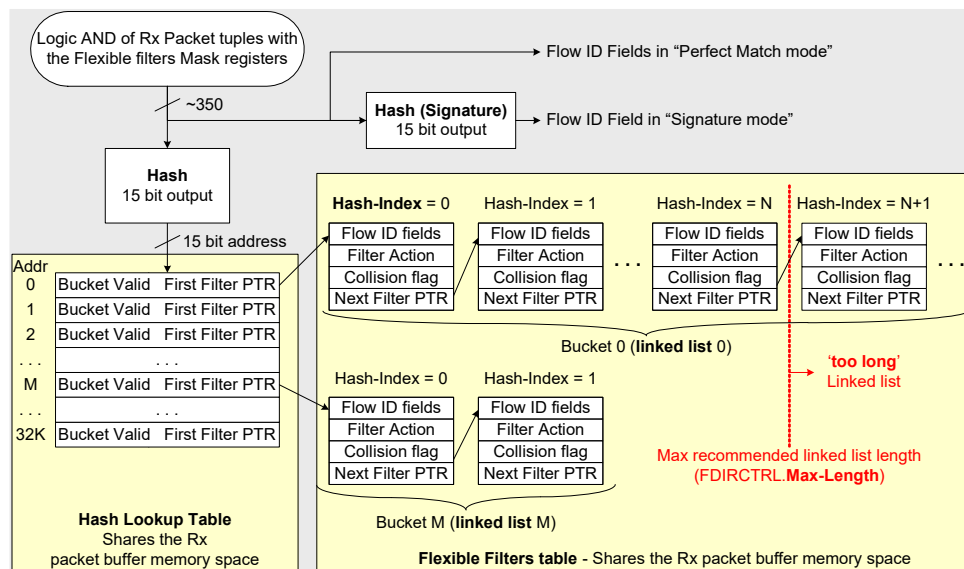 Logic AND of Rx Packet tuples with
the Flexible filters Mask registers
Flow ID Fields in “Perfect Match mode”
~350
Hash (Signature)
15 bit output
Flow ID Field in “Signature mode”
Hash
15 bit output
15 bit address
Addr
0 Bucket Valid First Filter PTR
1 Bucket Valid First Filter PTR
2 Bucket Valid First Filter PTR
. . . . . .
M Bucket Valid First Filter PTR
. . . . . .
32K Bucket Valid First Filter PTR
Hash Lookup Table
Shares the Rx
packet buffer memory space
Hash-Index = 0
Flow ID fields
Filter Action
Collision flag
Next Filter PTR
Hash-Index = 1
Flow ID fields
Filter Action
Collision flag
Next Filter PTR
. . .
Hash-Index = N
Flow ID fields
Filter Action
Collision flag
Next Filter PTR
Hash-Index = N+1
Flow ID fields
Filter Action
Collision flag
Next Filter PTR
. . .
Bucket 0 (linked list 0)
‘too long’
Linked list
Hash-Index = 0
Flow ID fields
Filter Action
Collision flag
Next Filter PTR
Hash-Index = 1
Flow ID fields
Filter Action
Collision flag
Next Filter PTR
Max recommended linked list length
(FDIRCTRL.Max-Length)
Bucket M (linked list M)
Flexible Filters table - Shares the Rx packet buffer memory space